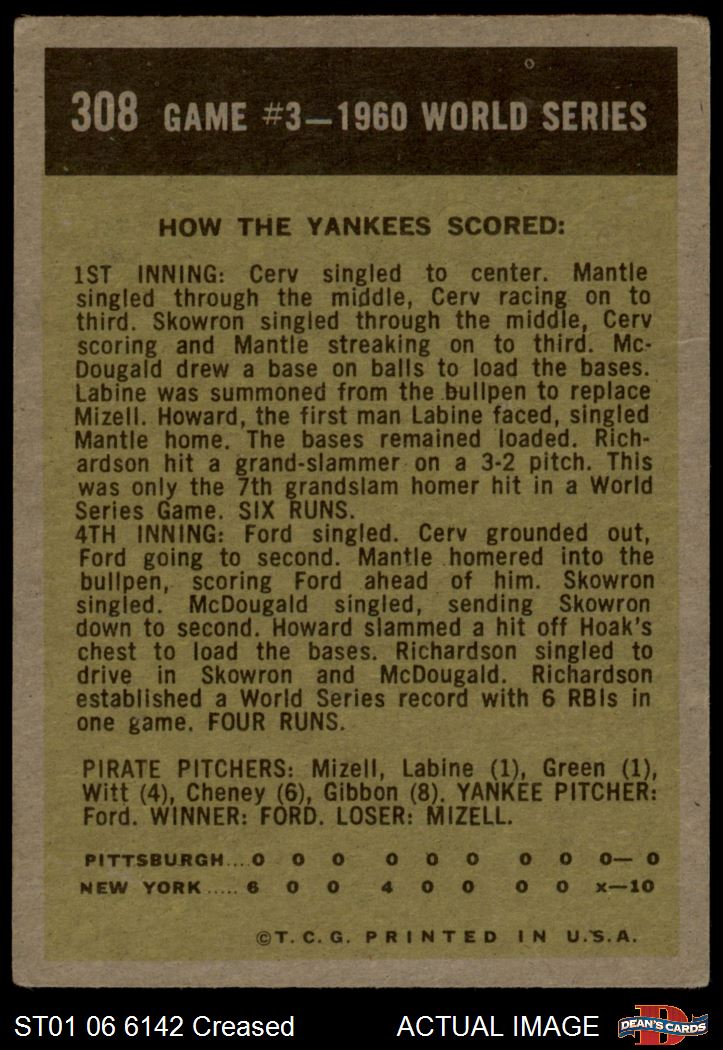 308 GAME #3—1960 WORLD SERIES
HOW THE YANKEES SCORED:
1ST INNING: Cerv singled to center. Mantle
singled through the middle, Cerv racing on to
third. Skowron singled through the middle, Cerv
scoring and Mantle streaking on to third. Mc-
Dougald drew a base on balls to load the bases.
Labine was summoned from the bullpen to replace
Mizell. Howard, the first man Labine faced, singled
Mantle home. The bases remained loaded. Rich-
ardson hit a grand-slammer on a 3-2 pitch. This
was only the 7th grandslam homer hit in a World
Series Game. SIX RUNS.
4TH INNING: Ford singled. Cerv grounded out,
Ford going to second. Mantle homered into the
bullpen, scoring Ford ahead of him. Skowron
singled. McDougald singled, sending Skowron
down to second. Howard slammed a hit off Hoak's
chest to load the bases. Richardson singled to
drive in Skowron and McDougald. Richardson
established a World Series record with 6 RBIs in
one game. FOUR RUNS.
PIRATE PITCHERS: Mizell, Labine (1), Green (1),
Witt (4), Cheney (6), Gibbon (8). YANKEE PITCHER:
Ford. WINNER: FORD. LOSER: MIZELL.
PITTSBURGH... 0 0 0 0 0 0 0 0 0— 0
NEW YORK ..... 6 0 0 4 0 0 0 0 x—10
©T.C.G. PRINTED IN U.S.A.
ST01 06 6142 Creased ACTUAL IMAGE D DEAN'S CARDS